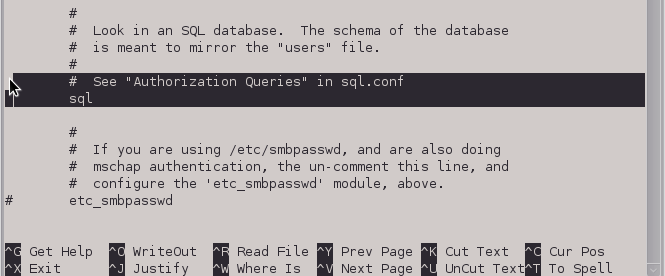 #
#  Look in an SQL database.  The schema of the database
#  is meant to mirror the "users" file.
#
#  See "Authorization Queries" in sql.conf
sql
#
#  If you are using /etc/smbpasswd, and are also doing
#  mschap authentication, the un-comment this line, and
#  configure the 'etc_smbpasswd' module, above.
#       etc_smbpasswd
^G Get Help  ^O WriteOut  ^R Read File ^Y Prev Page ^K Cut Text  ^C Cur Pos
^X Exit      ^J Justify   ^W Where Is  ^V Next Page ^U UnCut Text^T To Spell